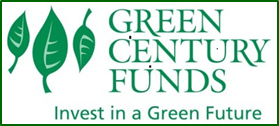 GREEN
CENTURY
FUNDS
Invest in a Green Future